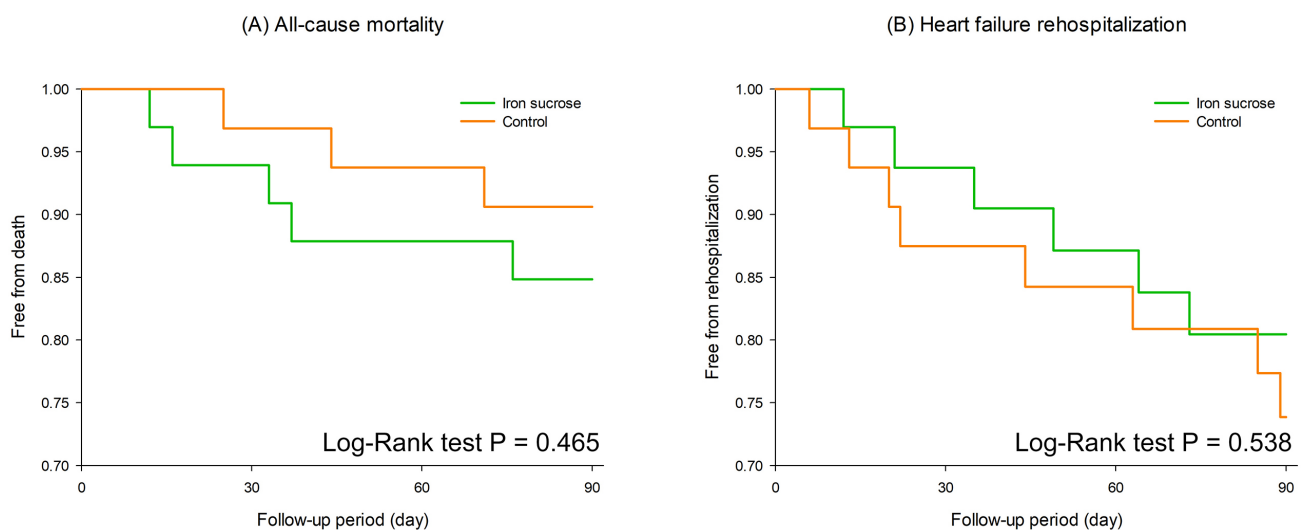 (A) All-cause mortality
Free from death
1.00
0.95
0.90
0.85
0.80
0.75
0.70
Iron sucrose
Control
Log-Rank test P = 0.465
0
30
60
90
Follow-up period (day)
(B) Heart failure rehospitalization
Free from rehospitalization
1.00
0.95
0.90
0.85
0.80
0.75
0.70
Iron sucrose
Control
Log-Rank test P = 0.538
0
30
60
90
Follow-up period (day)